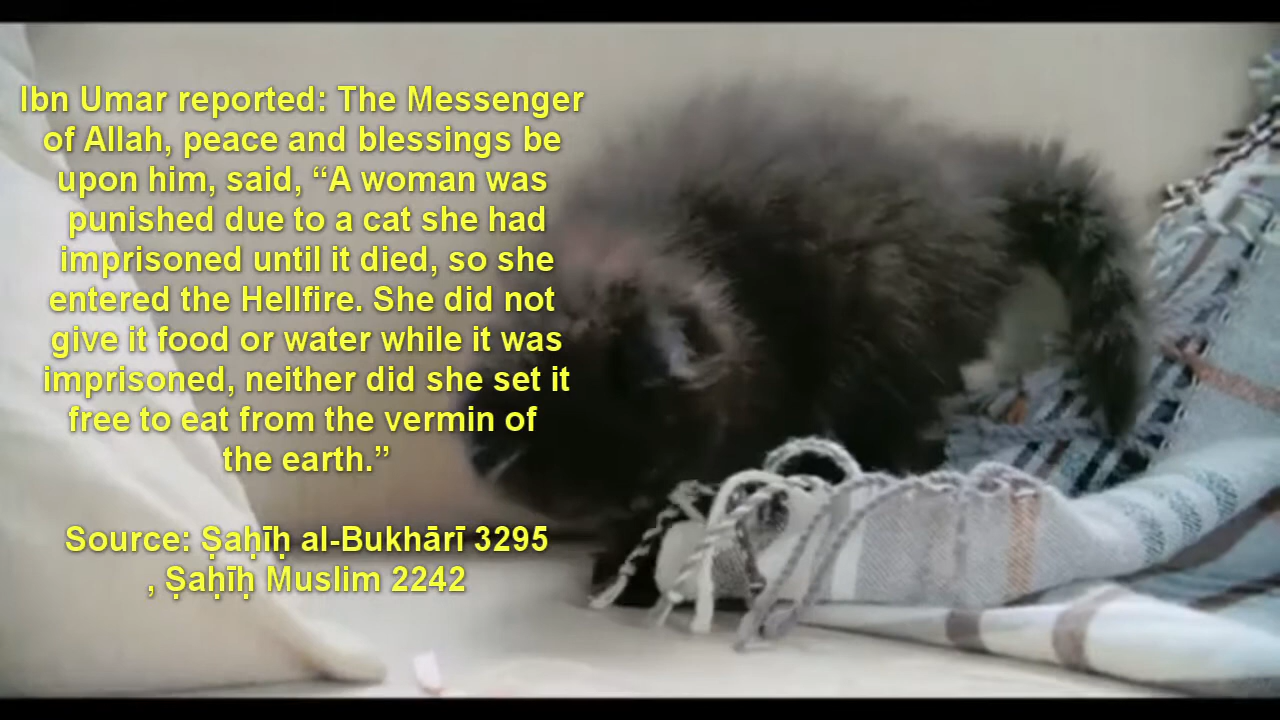 Ibn Umar reported: The Messenger
of Allah, peace and blessings be
upon him, said, “A woman was
punished due to a cat she had
imprisoned until it died, so she
entered the Hellfire. She did not
give it food or water while it was
imprisoned, neither did she set it
free to eat from the vermin of
the earth.”
Source: Ṣaḥīḥ al-Bukhārī 3295
, Ṣaḥīḥ Muslim 2242